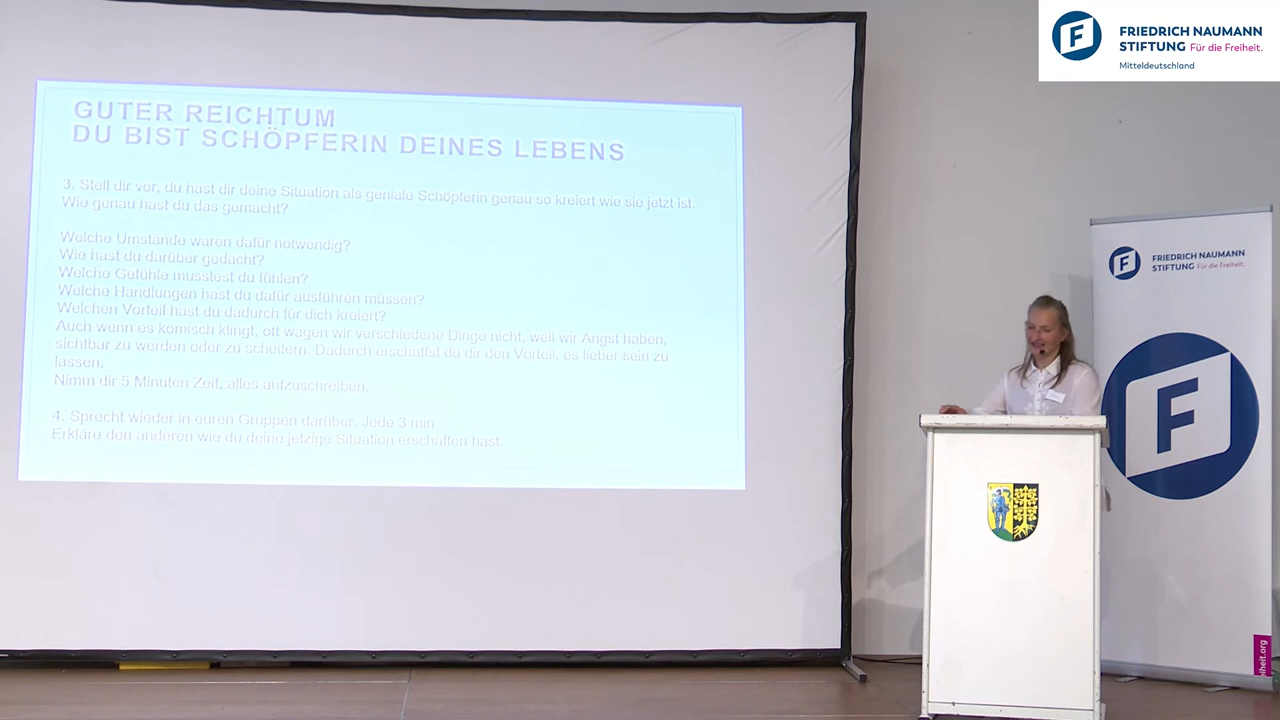 FRIEDRICH NAUMANN
STIFTUNG Für die Freiheit.
Mitteldeutschland
GUTER REICHTUM
DU BIST SCHÖPFERIN DEINES LEBENS
3. Stell dir vor, du hast dir deine Situation als geniale Schöpferin genau so kreiert wie sie jetzt ist.
Wie genau hast du das gemacht?
Welche Umstände waren dafür notwendig?
Wie hast du darüber gedacht?
Welche Gefühle musstest du fühlen?
Welche Handlungen hast du dafür ausführen müssen?
Welchen Vorteil hast du dadurch für dich kreiert?
Auch wenn es komisch klingt, oft wagen wir verschiedene Dinge nicht, weil wir Angst haben,
sichtbar zu werden oder zu scheitern. Dadurch erschaffst du dir den Vorteil, es lieber sein zu
lassen.
Nimm dir 5 Minuten Zeit, alles aufzuschreiben.
4. Sprecht wieder in euren Gruppen darüber. Jede 3 min
Erkläre den anderen wie du deine jetzige Situation erschaffen hast.
F
FRIEDRICH NAUMANN
STIFTUNG Für die Freiheit.
F
F
iheit.org